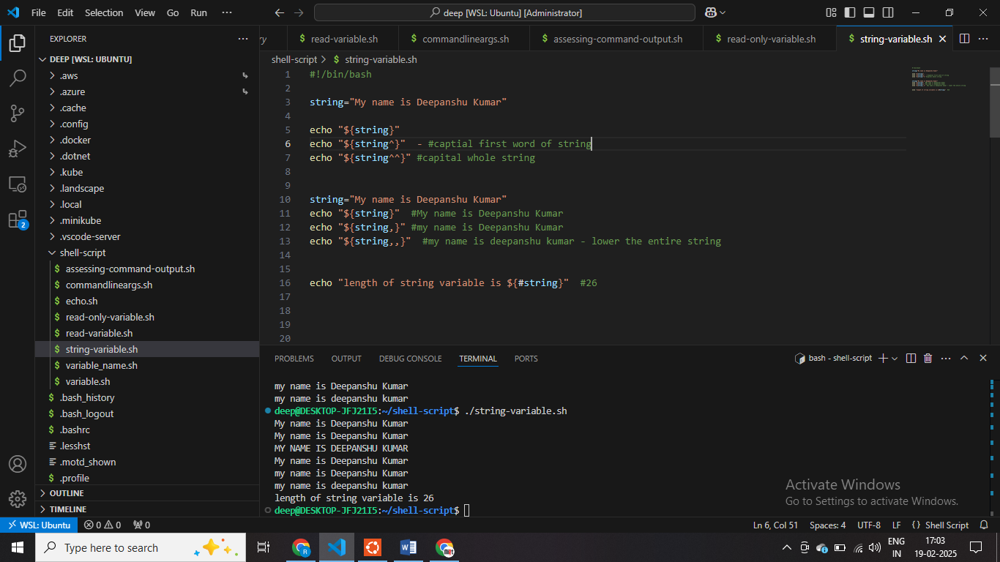 File Edit Selection View Go Run ··· deep [WSL: Ubuntu] [Administrator]
EXPLORER ···
DEEP [WSL: UBUNTU]
.aws
.azure
.cache
.config
.docker
.dotnet
.kube
.landscape
.local
.minikube
.vscode-server
shell-script
$ assessing-command-output.sh
$ commandlineargs.sh
$ echo.sh
$ read-only-variable.sh
$ read-variable.sh
$ string-variable.sh
$ variable_name.sh
$ variable.sh
$ .bash_history
$ .bash_logout
$ .bashrc
.lesshst
.motd_shown
$ .profile
OUTLINE
TIMELINE
2
ry $ read-variable.sh $ commandlineargs.sh $ assessing-command-output.sh $ read-only-variable.sh $ string-variable.sh
shell-script > $ string-variable.sh
1 #!/bin/bash
2
3 string="My name is Deepanshu Kumar"
4
5 echo "${string}"
6 echo "${string^}"  - #captial first word of string
7 echo "${string^^}" #capital whole string
8
9
10 string="My name is Deepanshu Kumar"
11 echo "${string}"  #My name is Deepanshu Kumar
12 echo "${string,}" #my name is Deepanshu Kumar
13 echo "${string,,}"  #my name is deepanshu kumar - lower the entire string
14
15
16 echo "length of string variable is ${#string}"  #26
17
18
19
20
PROBLEMS OUTPUT DEBUG CONSOLE TERMINAL PORTS bash - shell-script
my name is Deepanshu Kumar
my name is deepanshu kumar
deep@DESKTOP-JFJ21I5:~/shell-script$ ./string-variable.sh
My name is Deepanshu Kumar
My name is Deepanshu Kumar
MY NAME IS DEEPANSHU KUMAR
My name is Deepanshu Kumar
my name is Deepanshu Kumar
my name is deepanshu kumar
length of string variable is 26
deep@DESKTOP-JFJ21I5:~/shell-script$
Activate Windows
Go to Settings to activate Windows.
WSL: Ubuntu 0 0 0 Ln 6, Col 51 Spaces: 4 UTF-8 LF {} Shell Script
Type here to search
R W
ENG
IN
17:03
19-02-2025